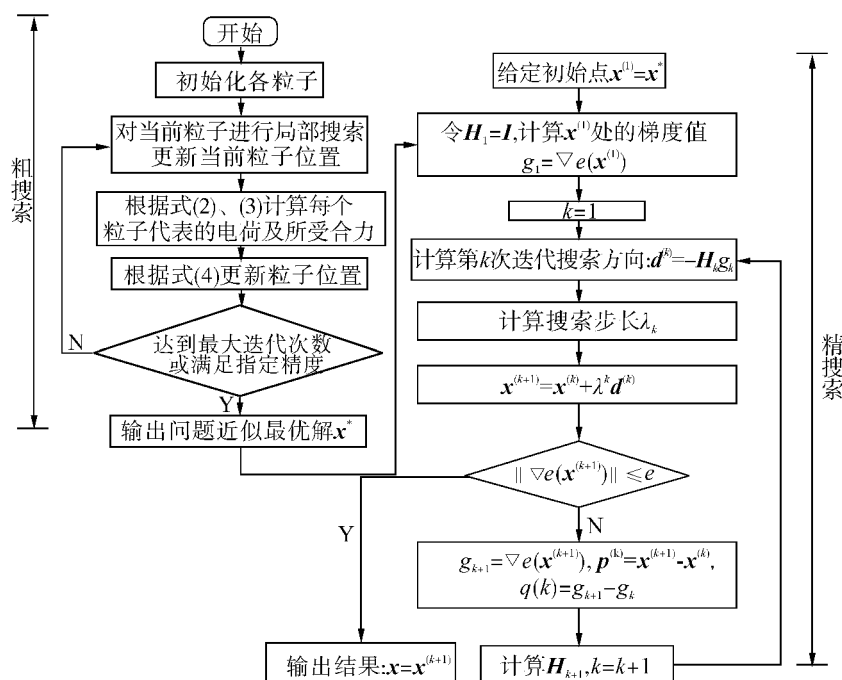 开始
初始化各粒子
对当前粒子进行局部搜索
更新当前粒子位置
根据式(2)、(3)计算每个
粒子代表的电荷及所受合力
根据式(4)更新粒子位置
达到最大迭代次数
或满足指定精度
N
Y
输出问题近似最优解x*
粗搜索
给定初始点x⁽¹⁾=x*
令H₁=I,计算x⁽¹⁾处的梯度值
g₁=▽e(x⁽¹⁾)
k=1
计算第k次迭代搜索方向:d⁽ᵏ⁾=-Hₖgₖ
计算搜索步长λₖ
x⁽ᵏ⁺¹⁾=x⁽ᵏ⁾+λᵏd⁽ᵏ⁾
‖▽e(x⁽ᵏ⁺¹⁾)‖≤e
Y
N
gₖ₊₁=▽e(x⁽ᵏ⁺¹⁾),p⁽ᵏ⁾=x⁽ᵏ⁺¹⁾-x⁽ᵏ⁾,
q(k)=gₖ₊₁-gₖ
输出结果:x=x⁽ᵏ⁺¹⁾
计算Hₖ₊₁,k=k+1
精搜索